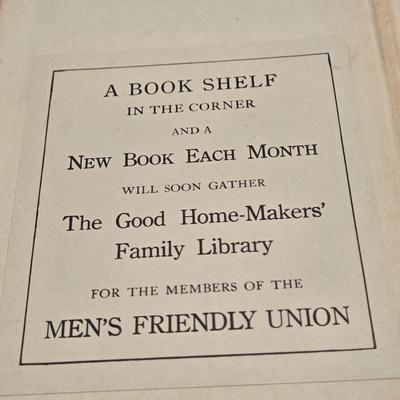 A BOOK SHELF
IN THE CORNER
AND A
NEW BOOK EACH MONTH
WILL SOON GATHER
The Good Home-Makers'
Family Library
FOR THE MEMBERS OF THE
MEN'S FRIENDLY UNION